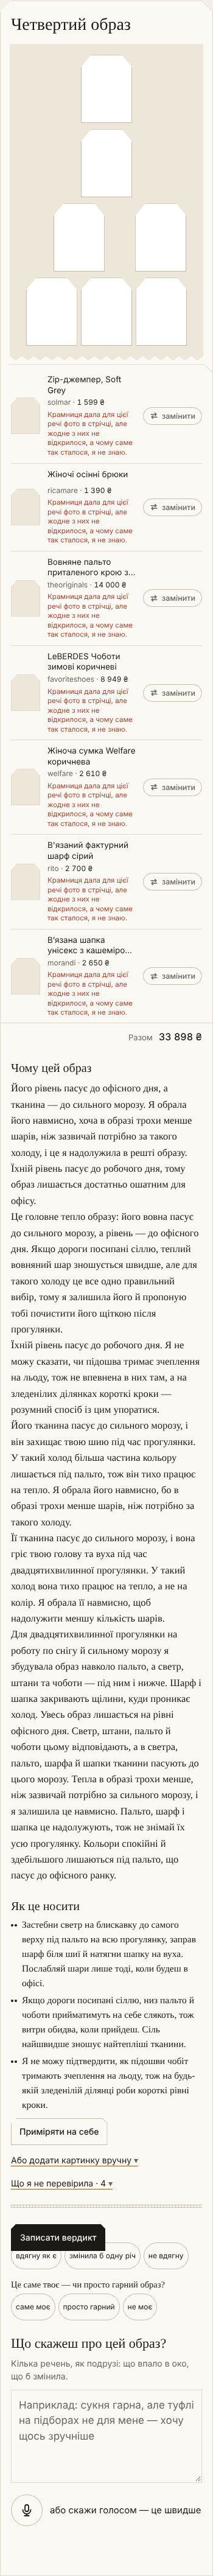 Четвертий образ
Zip-джемпер, Soft
Grey
solmar · 1 599 ₴
Крамниця дала для цієї
речі фото в стрічці, але
жодне з них не
відкрилося, а чому саме
так сталося, я не знаю.
⇄ замінити
Жіночі осінні брюки
ricamare · 1 390 ₴
Крамниця дала для цієї
речі фото в стрічці, але
жодне з них не
відкрилося, а чому саме
так сталося, я не знаю.
⇄ замінити
Вовняне пальто
приталеного крою з...
theoriginals · 14 000 ₴
Крамниця дала для цієї
речі фото в стрічці, але
жодне з них не
відкрилося, а чому саме
так сталося, я не знаю.
⇄ замінити
LeBERDES Чоботи
зимові коричневі
favoriteshoes · 8 949 ₴
Крамниця дала для цієї
речі фото в стрічці, але
жодне з них не
відкрилося, а чому саме
так сталося, я не знаю.
⇄ замінити
Жіноча сумка Welfare
коричнева
welfare · 2 610 ₴
Крамниця дала для цієї
речі фото в стрічці, але
жодне з них не
відкрилося, а чому саме
так сталося, я не знаю.
⇄ замінити
В'язаний фактурний
шарф сірий
rito · 2 700 ₴
Крамниця дала для цієї
речі фото в стрічці, але
жодне з них не
відкрилося, а чому саме
так сталося, я не знаю.
⇄ замінити
В'язана шапка
унісекс з кашеміро...
morandi · 2 650 ₴
Крамниця дала для цієї
речі фото в стрічці, але
жодне з них не
відкрилося, а чому саме
так сталося, я не знаю.
⇄ замінити
Разом 33 898 ₴
Чому цей образ
Його рівень пасує до офісного дня, а
тканина — до сильного морозу. Я обрала
його навмисно, хоча в образі трохи менше
шарів, ніж зазвичай потрібно за такого
холоду, і це я надолужила в решті образу.
Їхній рівень пасує до робочого дня, тому
образ лишається достатньо ошатним для
офісу.
Це головне тепло образу: його вовна пасує
до сильного морозу, а рівень — до офісного
дня. Якщо дороги посипані сіллю, теплий
вовняний шар зношується швидше, але для
такого холоду це все одно правильний
вибір, тому я залишила його й пропоную
тобі почистити його щіткою після
прогулянки.
Їхній рівень пасує до робочого дня. Я не
можу сказати, чи підошва тримає зчеплення
на льоду, тож не впевнена в них там, а на
зледенілих ділянках короткі кроки —
розумний спосіб із цим упоратися.
Його тканина пасує до сильного морозу, і
він захищає твою шию під час прогулянки.
У такий холод більша частина кольору
лишається під пальто, тож він тихо працює
на тепло. Я обрала його навмисно, бо в
образі трохи менше шарів, ніж потрібно за
такого холоду.
Її тканина пасує до сильного морозу, і вона
гріє твою голову та вуха під час
двадцятихвилинної прогулянки. У такий
холод вона тихо працює на тепло, а не на
колір. Я обрала її навмисно, щоб
надолужити меншу кількість шарів.
Для двадцятихвилинної прогулянки на
роботу по снігу й сильному морозу я
збудувала образ навколо пальта, а светр,
штани та чоботи — під ним і нижче. Шарф і
шапка закривають щілини, куди проникає
холод. Увесь образ лишається на рівні
офісного дня. Светр, штани, пальто й
чоботи цьому відповідають, а в светра,
пальта, шарфа й шапки тканини пасують до
цього морозу. Тепла в образі трохи менше,
ніж зазвичай потрібно за сильного морозу, і
я залишила це навмисно. Пальто, шарф і
шапка це надолужують, тож не знімай їх
усю прогулянку. Кольори спокійні й
здебільшого лишаються під пальто, що
пасує до офісного ранку.
Як це носити
•• Застебни светр на блискавку до самого
верху під пальто на всю прогулянку, заправ
шарф біля шиї й натягни шапку на вуха.
Послабляй шари лише тоді, коли будеш в
офісі.
•• Якщо дороги посипані сіллю, низ пальто й
чоботи прийматимуть на себе слякоть, тож
витри обидва, коли прийдеш. Сіль
найшвидше зношує найтепліші тканини.
•• Я не можу підтвердити, як підошви чобіт
тримають зчеплення на льоду, тож на будь-
якій зледенілій ділянці роби короткі рівні
кроки.
Приміряти на себе
Або додати картинку вручну ▾
Що я не перевірила · 4 ▾
Записати вердикт
вдягну як є
змінила б одну річ
не вдягну
Це саме твоє — чи просто гарний образ?
саме моє
просто гарний
не моє
Що скажеш про цей образ?
Кілька речень, як подрузі: що впало в око,
що б змінила.
Наприклад: сукня гарна, але туфлі
на підборах не для мене — хочу
щось зручніше
або скажи голосом — це швидше